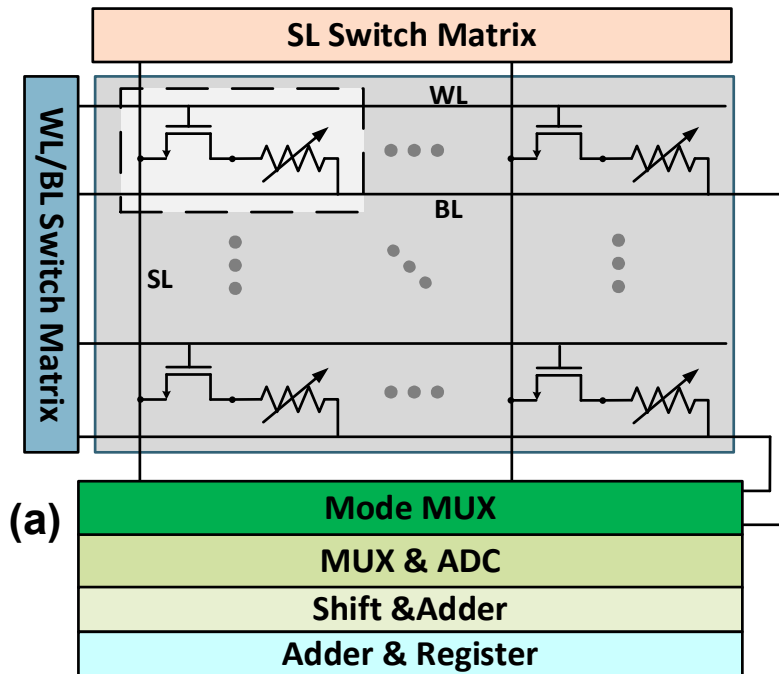 SL Switch Matrix
WL/BL Switch Matrix
WL
BL
SL
(a)
Mode MUX
MUX & ADC
Shift &Adder
Adder & Register